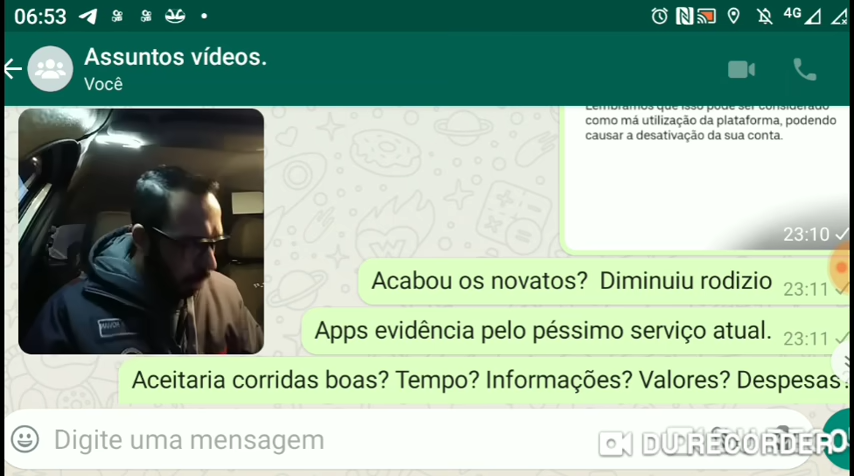 06:53
4G
Assuntos vídeos.
Você
Lembramos que isso pode ser considerado
como má utilização da plataforma, podendo
causar a desativação da sua conta.
23:10
Acabou os novatos? Diminuiu rodizio 23:11
Apps evidência pelo péssimo serviço atual. 23:11
Aceitaria corridas boas? Tempo? Informações? Valores? Despesas?
Digite uma mensagem
DU RECORDER